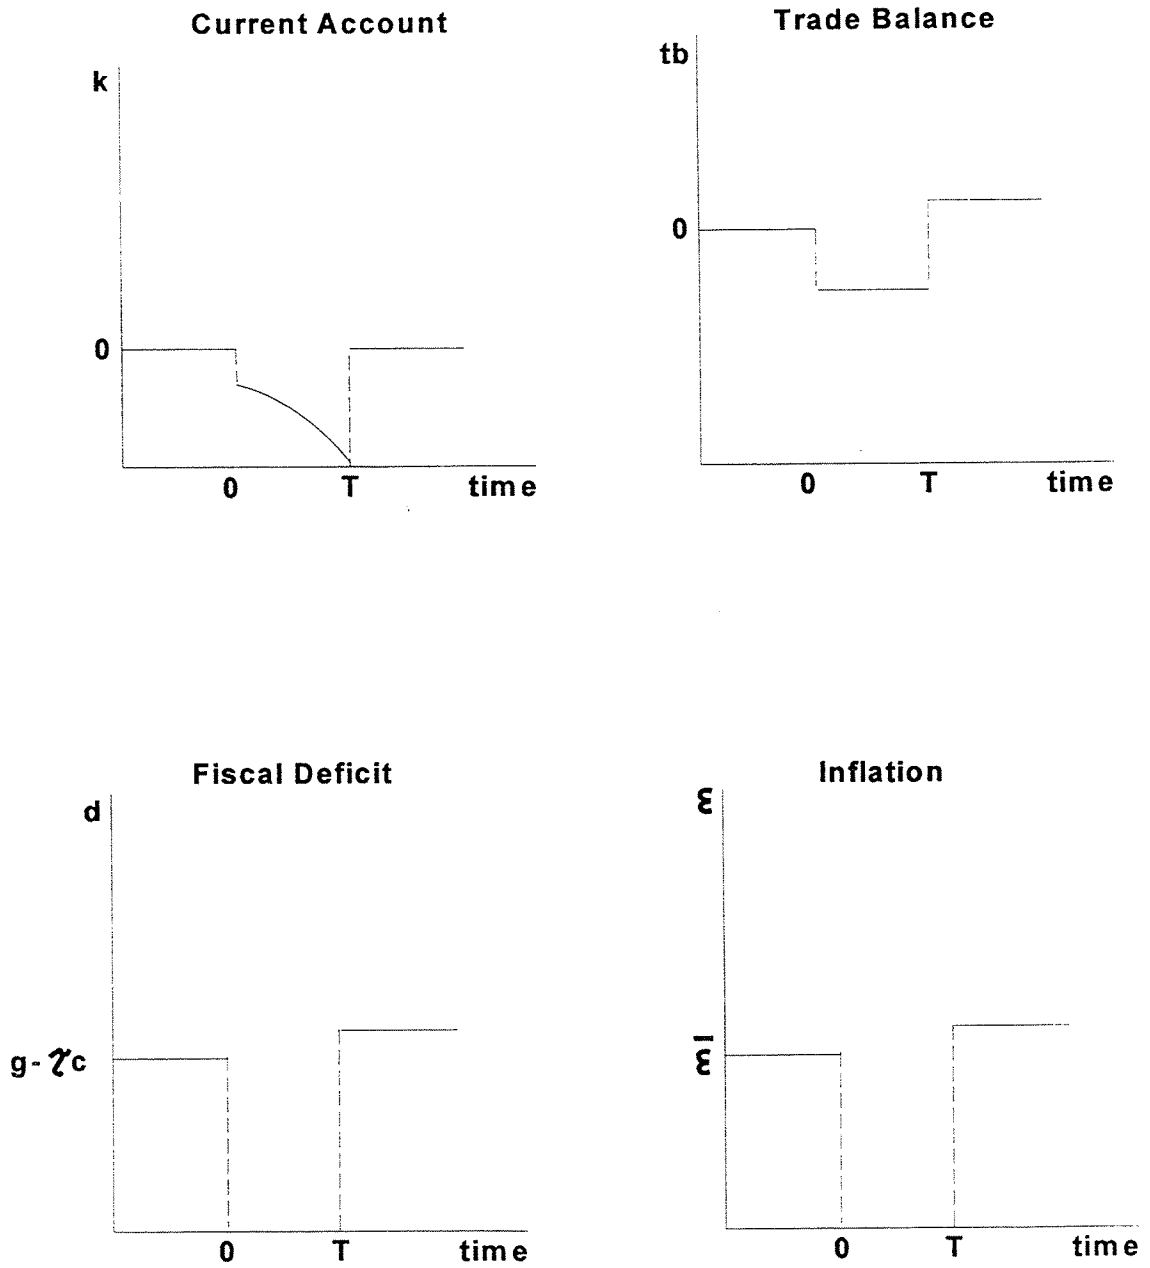 Current Account
k
0
0 T time
Trade Balance
tb
0
0 T time
Fiscal Deficit
d
g-τc
0 T time
Inflation
ε
ε̄
0 T time